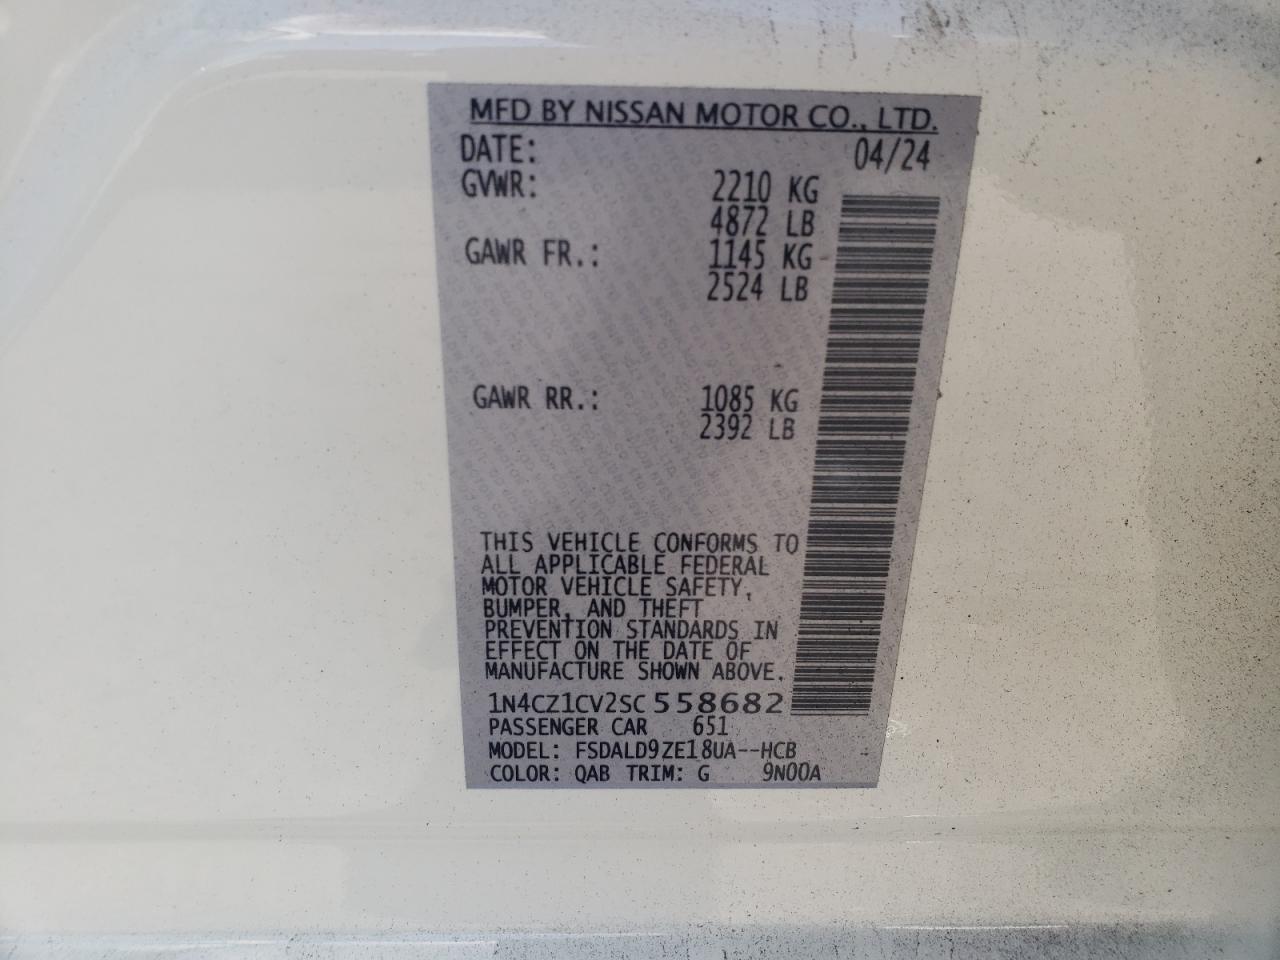 MFD BY NISSAN MOTOR CO., LTD.
DATE: 04/24
GVWR: 2210 KG
4872 LB
GAWR FR.: 1145 KG
2524 LB
GAWR RR.: 1085 KG
2392 LB
THIS VEHICLE CONFORMS TO
ALL APPLICABLE FEDERAL
MOTOR VEHICLE SAFETY,
BUMPER, AND THEFT
PREVENTION STANDARDS IN
EFFECT ON THE DATE OF
MANUFACTURE SHOWN ABOVE.
1N4CZ1CV2SC558682
PASSENGER CAR 651
MODEL: FSDALD9ZE18UA--HCB
COLOR: QAB TRIM: G 9N00A